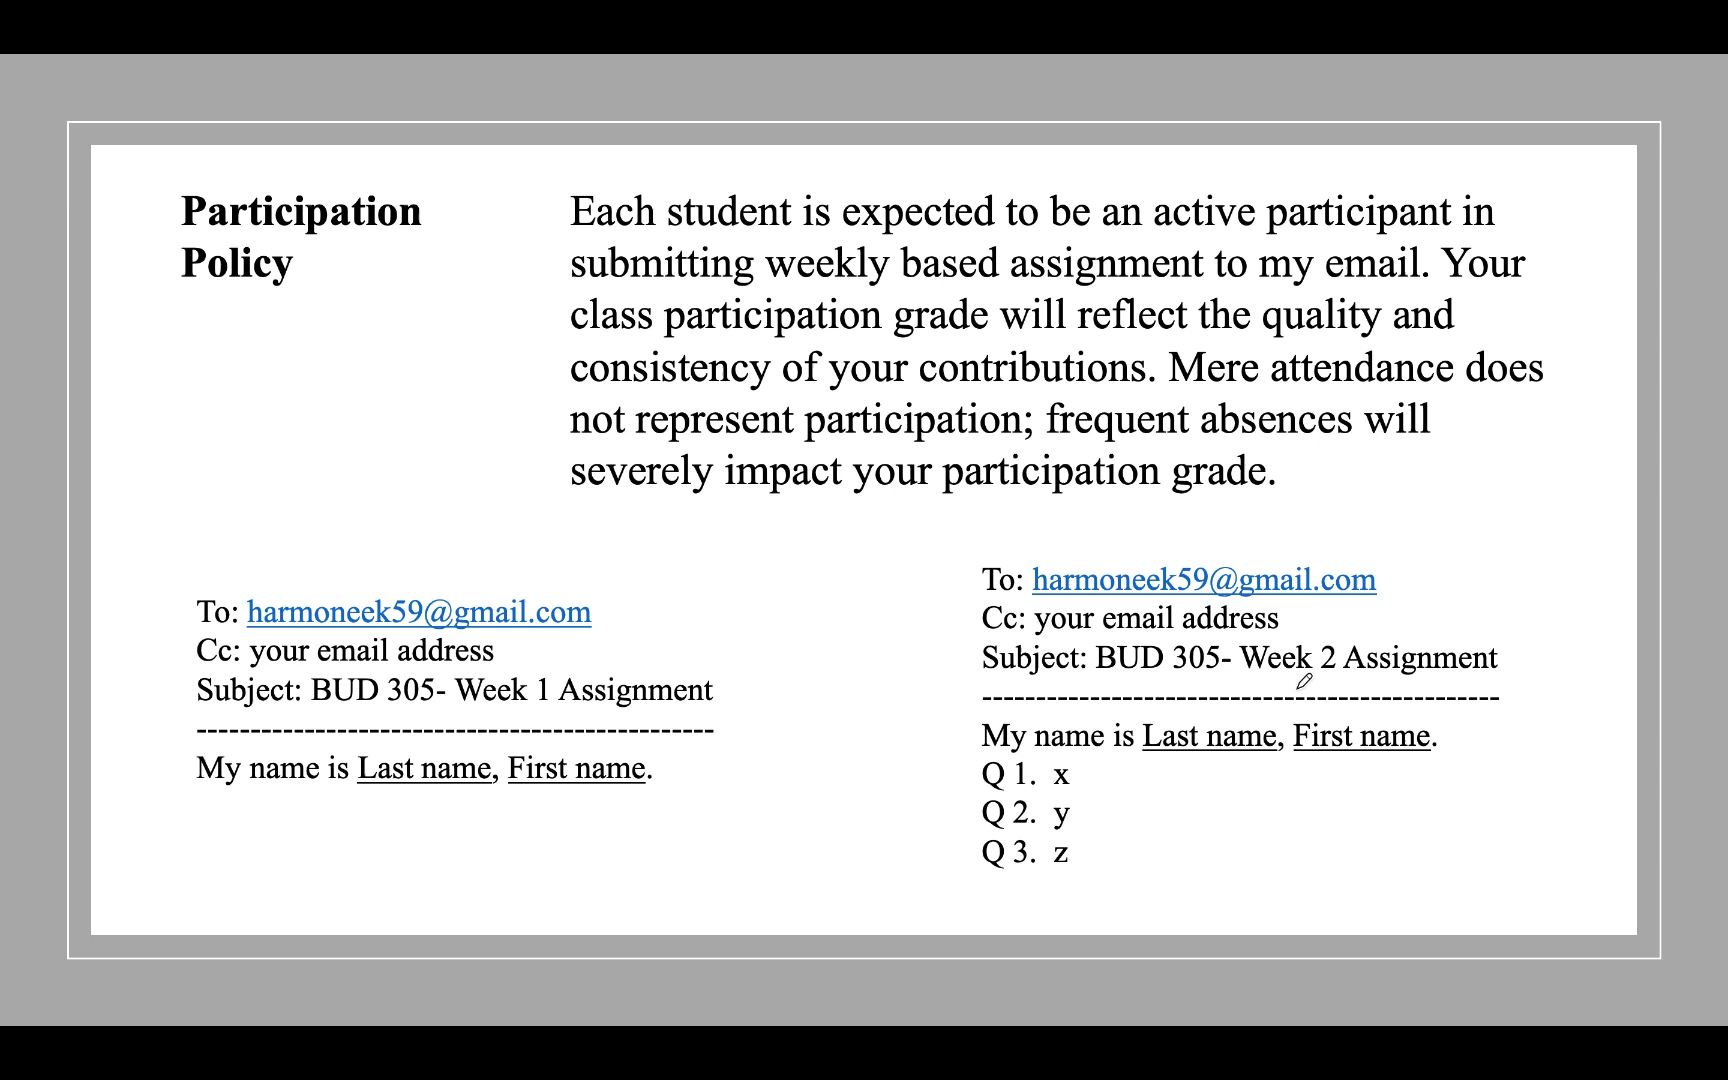 Participation
Policy
Each student is expected to be an active participant in
submitting weekly based assignment to my email. Your
class participation grade will reflect the quality and
consistency of your contributions. Mere attendance does
not represent participation; frequent absences will
severely impact your participation grade.
To: harmoneek59@gmail.com
Cc: your email address
Subject: BUD 305- Week 1 Assignment
------------------------------------------------
My name is Last name, First name.
To: harmoneek59@gmail.com
Cc: your email address
Subject: BUD 305- Week 2 Assignment
------------------------------------------------
My name is Last name, First name.
Q 1. x
Q 2. y
Q 3. z